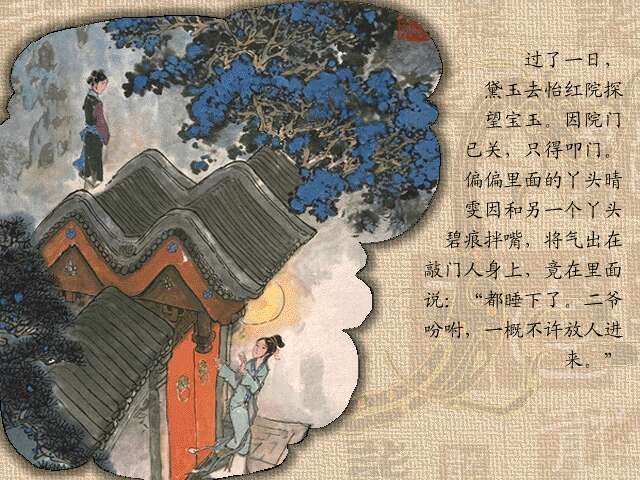 过了一日，
黛玉去怡红院探
望宝玉。因院门
已关，只得叩门。
偏偏里面的丫头晴
雯因和另一个丫头
碧痕拌嘴，将气出在
敲门人身上，竟在里面
说：“都睡下了。二爷
吩咐，一概不许放人进
来。”